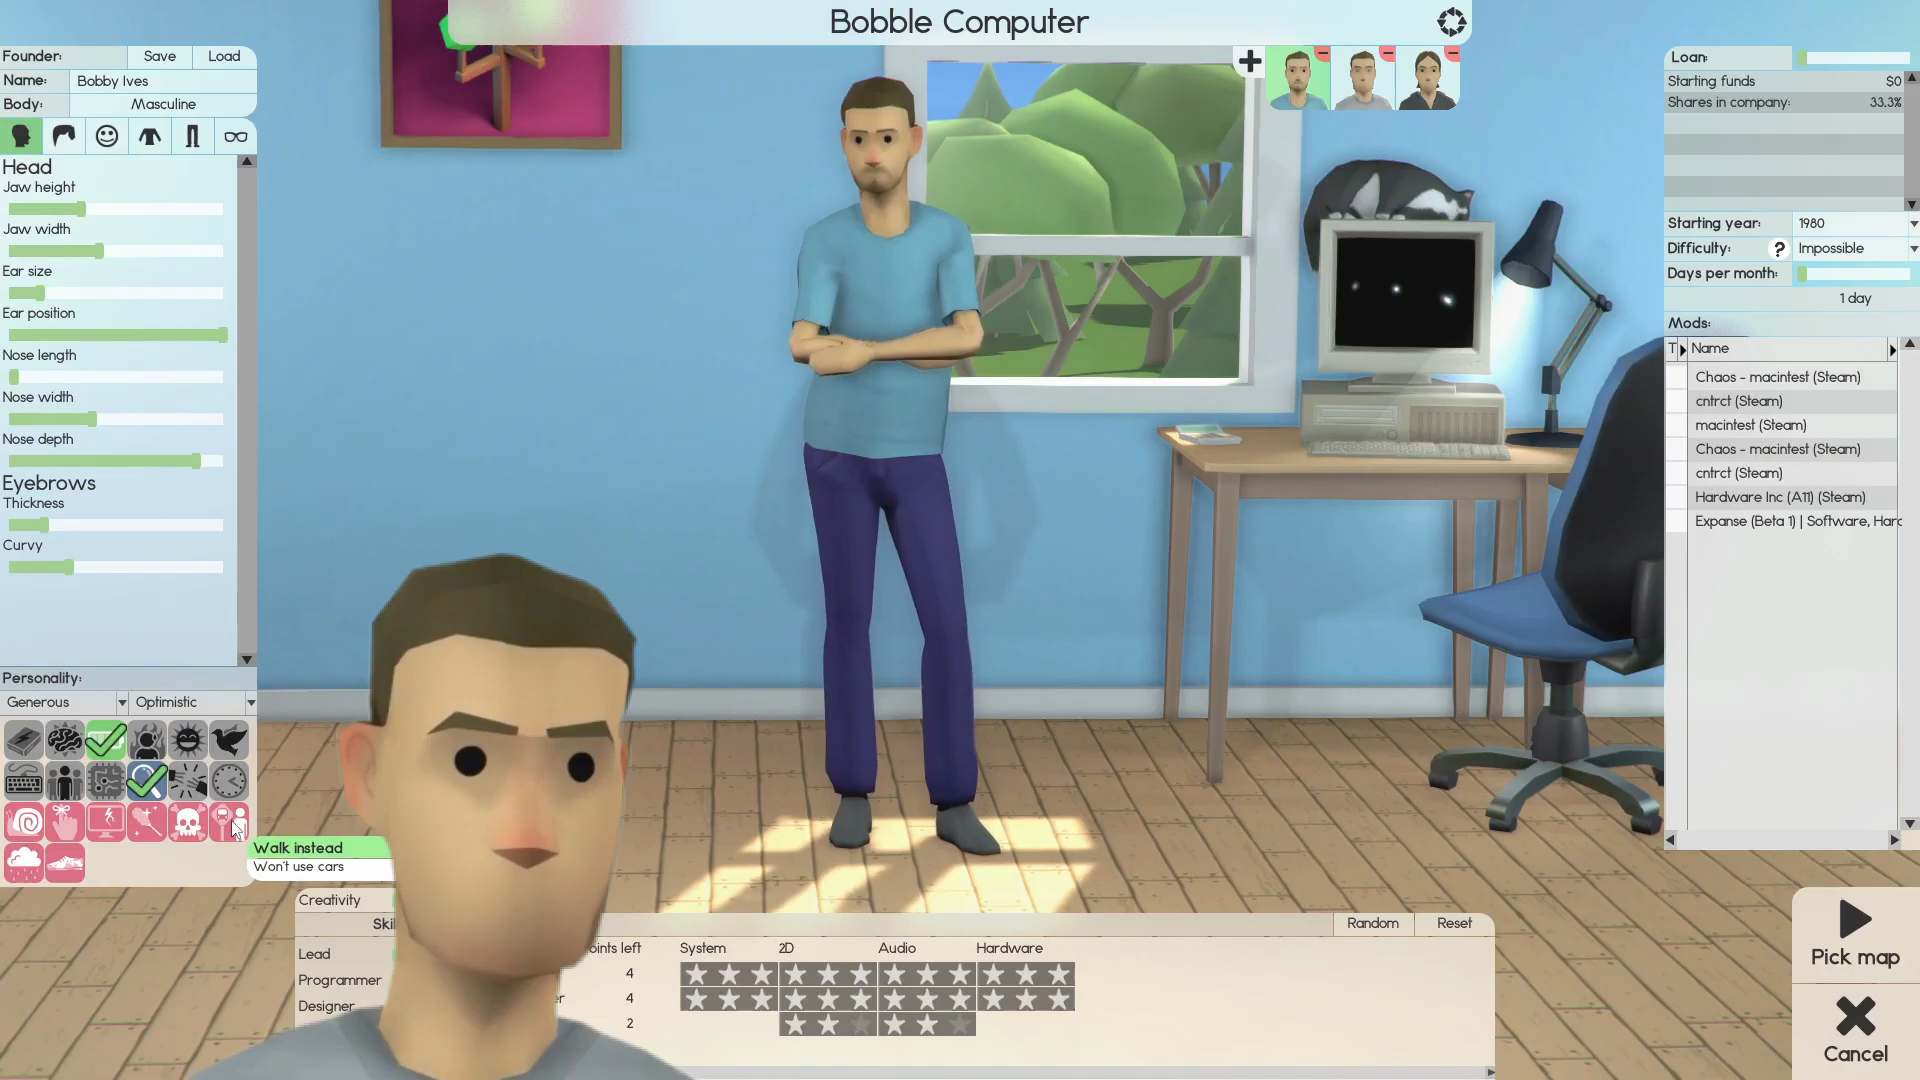 Bobble Computer
Founder: Save Load
Name: Bobby Ives
Body: Masculine
Head
Jaw height
Jaw width
Ear size
Ear position
Nose length
Nose width
Nose depth
Eyebrows
Thickness
Curvy
Personality:
Generous Optimistic
Walk instead
Won't use cars
Creativity
Lead
Programmer
Designer
Random Reset
left System 2D Audio Hardware
4
4
2
Loan:
Starting funds $0
Shares in company: 33.3%
Starting year: 1980
Difficulty: ? Impossible
Days per month:
1 day
Mods:
T Name
Chaos - macintest (Steam)
cntrct (Steam)
macintest (Steam)
Chaos - macintest (Steam)
cntrct (Steam)
Hardware Inc (A11) (Steam)
Expanse (Beta 1) | Software,
Pick map
Cancel